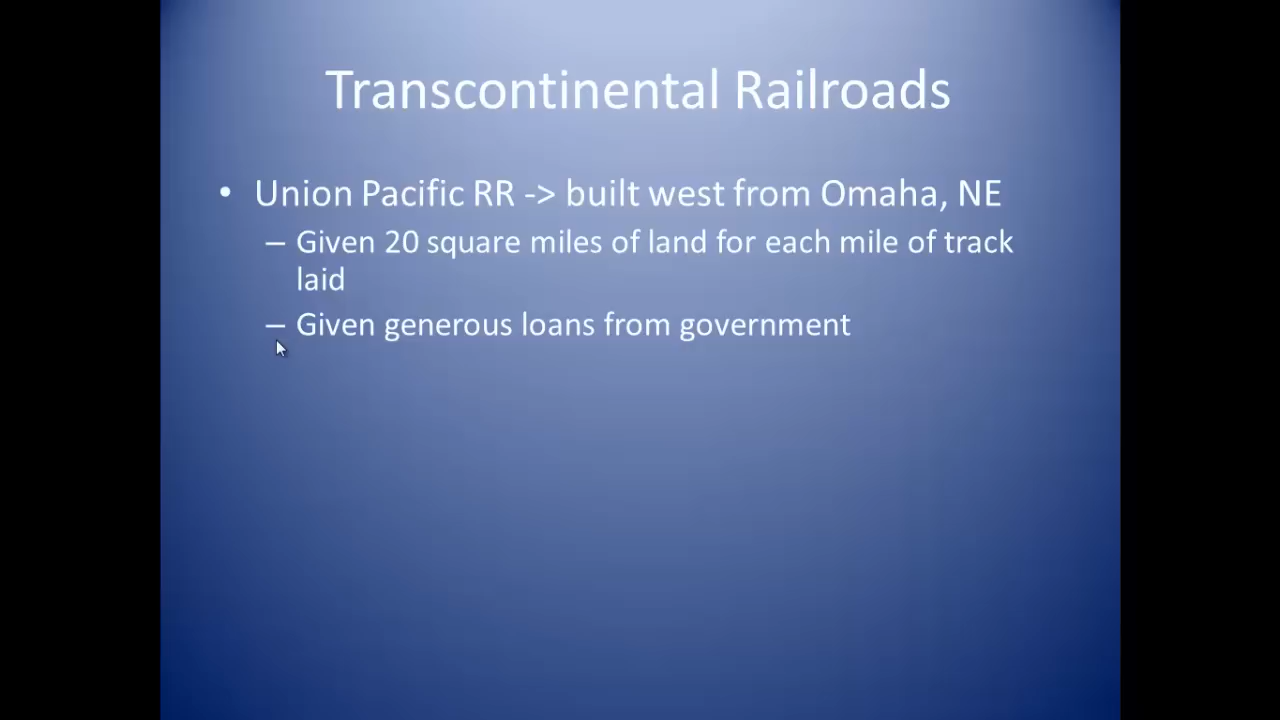 Transcontinental Railroads
• Union Pacific RR -> built west from Omaha, NE
– Given 20 square miles of land for each mile of track
laid
– Given generous loans from government